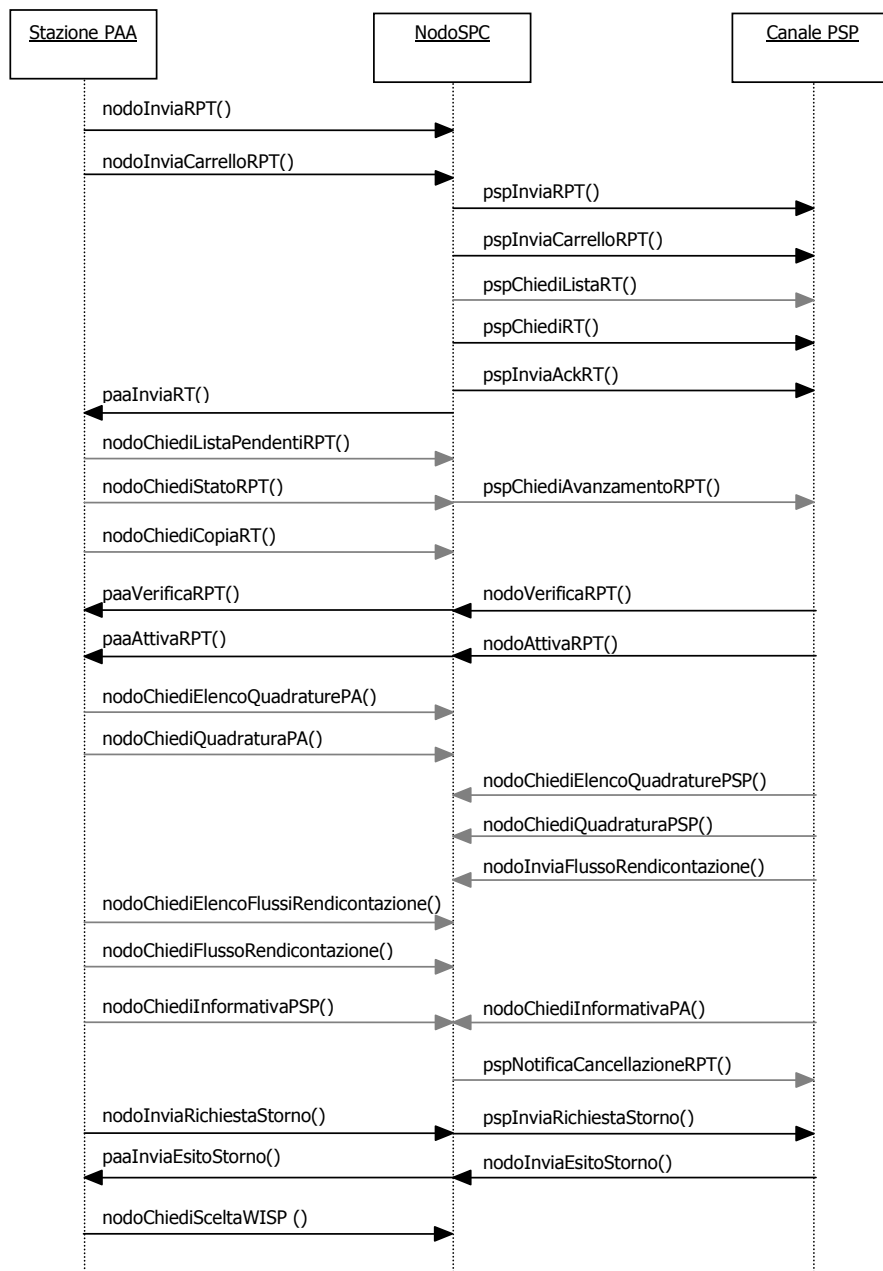 Stazione PAA
NodoSPC
Canale PSP
nodoInviaRPT()
nodoInviaCarrelloRPT()
pspInviaRPT()
pspInviaCarrelloRPT()
pspChiediListaRT()
pspChiediRT()
pspInviaAckRT()
paaInviaRT()
nodoChiediListaPendentiRPT()
nodoChiediStatoRPT()
pspChiediAvanzamentoRPT()
nodoChiediCopiaRT()
paaVerificaRPT()
nodoVerificaRPT()
paaAttivaRPT()
nodoAttivaRPT()
nodoChiediElencoQuadraturePA()
nodoChiediQuadraturaPA()
nodoChiediElencoQuadraturePSP()
nodoChiediQuadraturaPSP()
nodoInviaFlussoRendicontazione()
nodoChiediElencoFlussiRendicontazione()
nodoChiediFlussoRendicontazione()
nodoChiediInformativaPSP()
nodoChiediInformativaPA()
pspNotificaCancellazioneRPT()
nodoInviaRichiestaStorno()
pspInviaRichiestaStorno()
paaInviaEsitoStorno()
nodoInviaEsitoStorno()
nodoChiediSceltaWISP ()